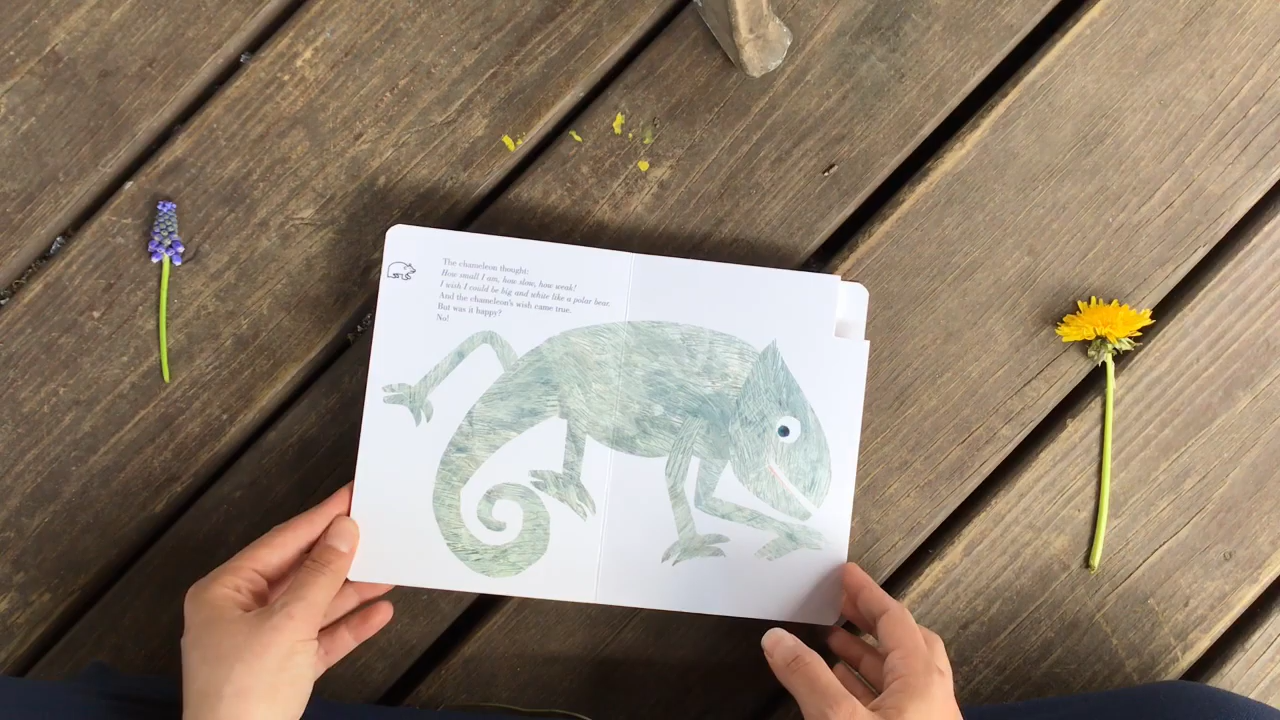 The chameleon thought:
How small I am, how slow, how weak!
I wish I could be big and white like a polar bear.
And the chameleon's wish came true.
But was it happy?
No!